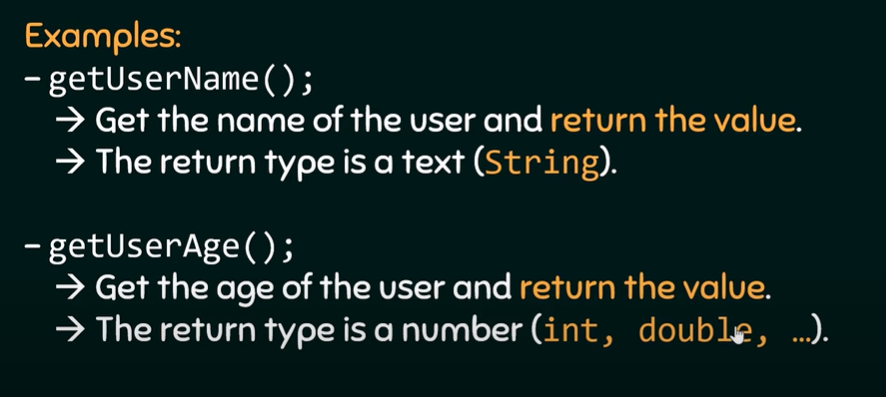 Examples:
- getUserName();
→ Get the name of the user and return the value.
→ The return type is a text (String).
- getUserAge();
→ Get the age of the user and return the value.
→ The return type is a number (int, double, …).